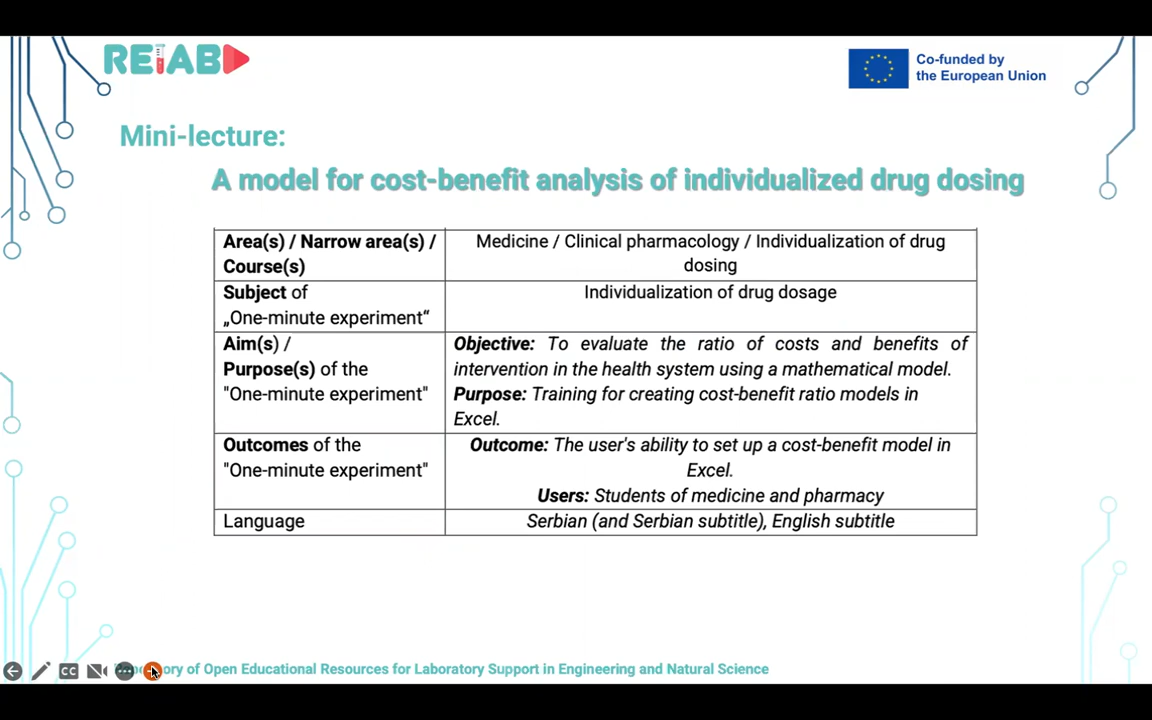 RELAB
Co-funded by
the European Union
Mini-lecture:
A model for cost-benefit analysis of individualized drug dosing
Area(s) / Narrow area(s) /
Course(s)
Medicine / Clinical pharmacology / Individualization of drug
dosing
Subject of
„One-minute experiment“
Individualization of drug dosage
Aim(s) /
Purpose(s) of the
"One-minute experiment"
Objective: To evaluate the ratio of costs and benefits of
intervention in the health system using a mathematical model.
Purpose: Training for creating cost-benefit ratio models in
Excel.
Outcomes of the
"One-minute experiment"
Outcome: The user's ability to set up a cost-benefit model in
Excel.
Users: Students of medicine and pharmacy
Language
Serbian (and Serbian subtitle), English subtitle
CC
of Open Educational Resources for Laboratory Support in Engineering and Natural Science